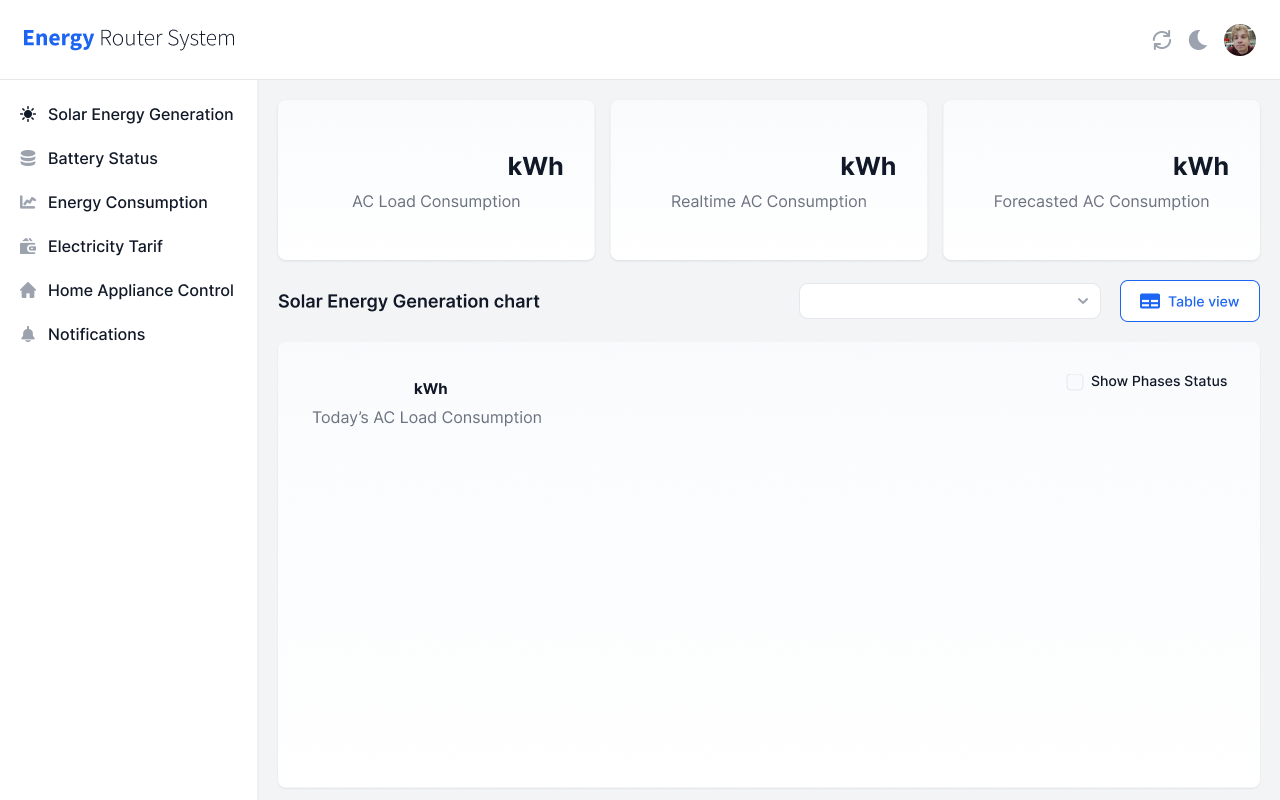 Energy Router System
Solar Energy Generation
Battery Status
Energy Consumption
Electricity Tarif
Home Appliance Control
Notifications
kWh
AC Load Consumption
kWh
Realtime AC Consumption
kWh
Forecasted AC Consumption
Solar Energy Generation chart
Table view
kWh
Today’s AC Load Consumption
Show Phases Status